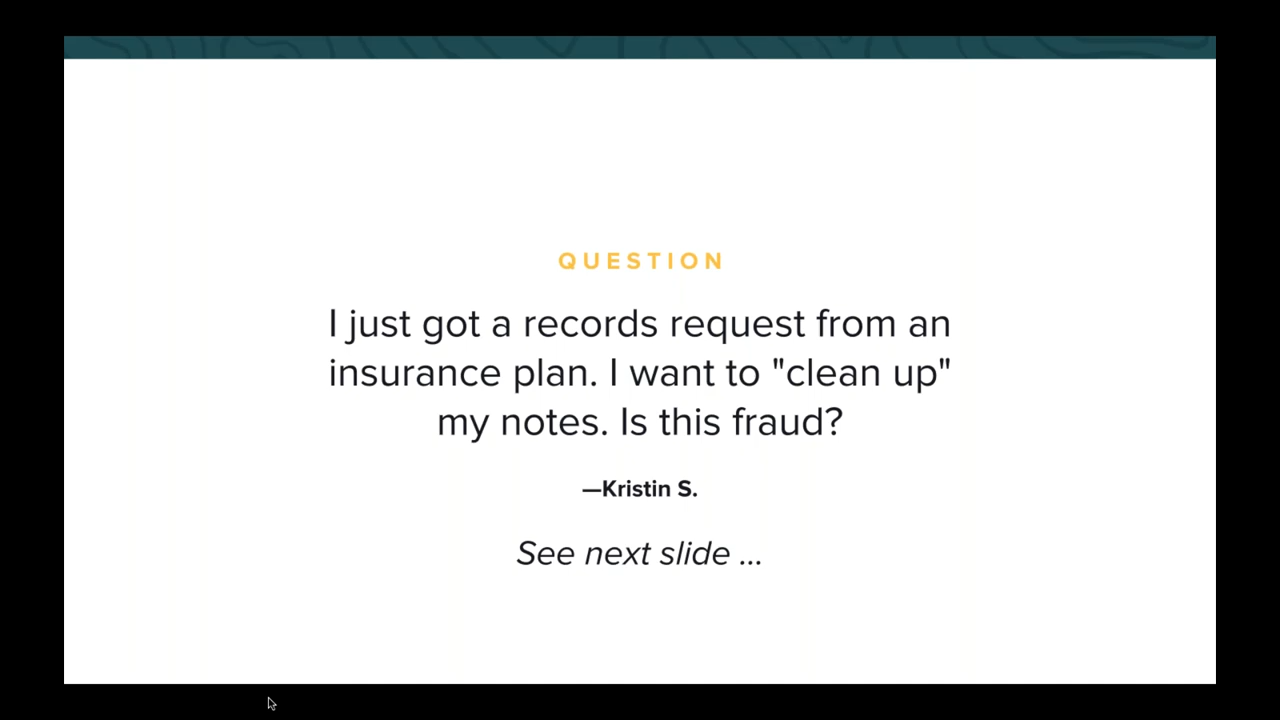 QUESTION
I just got a records request from an
insurance plan. I want to "clean up"
my notes. Is this fraud?
—Kristin S.
See next slide ...